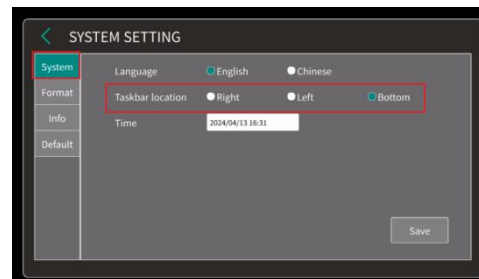 SYSTEM SETTING
System
Language English Chinese
Format
Taskbar location Right Left Bottom
Info
Time 2024/04/13 16:31
Default
Save